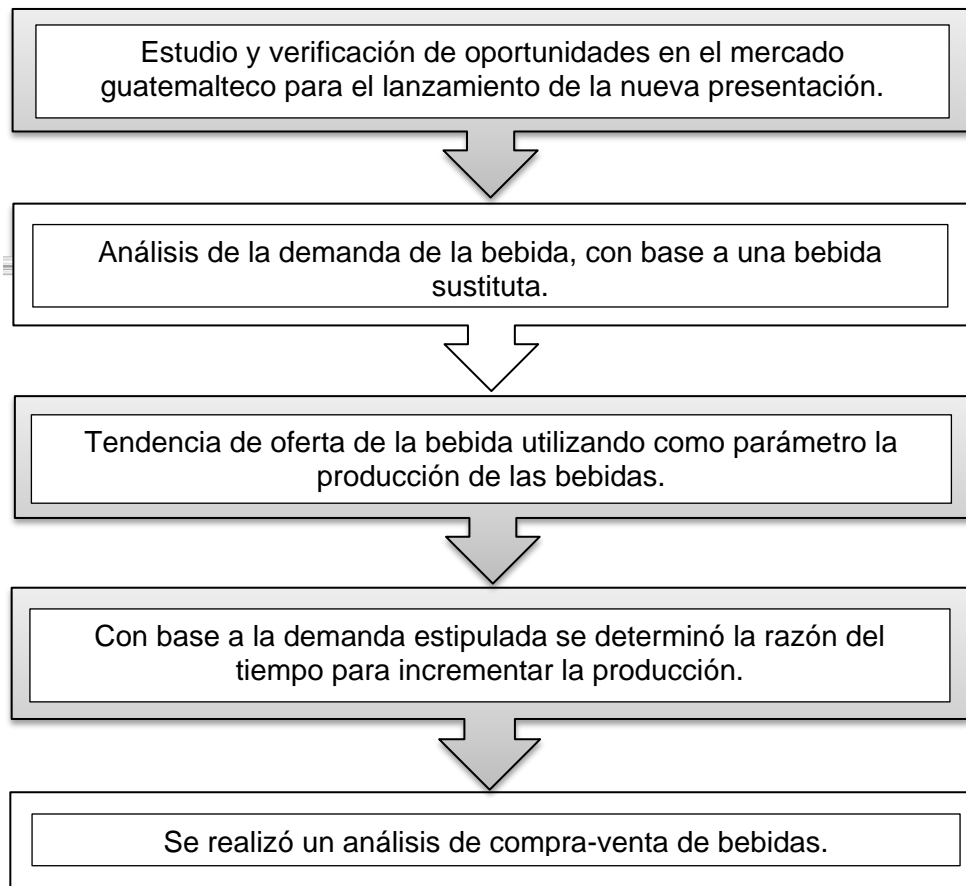 Estudio y verificación de oportunidades en el mercado
guatemalteco para el lanzamiento de la nueva presentación.
Análisis de la demanda de la bebida, con base a una bebida
sustituta.
Tendencia de oferta de la bebida utilizando como parámetro la
producción de las bebidas.
Con base a la demanda estipulada se determinó la razón del
tiempo para incrementar la producción.
Se realizó un análisis de compra-venta de bebidas.